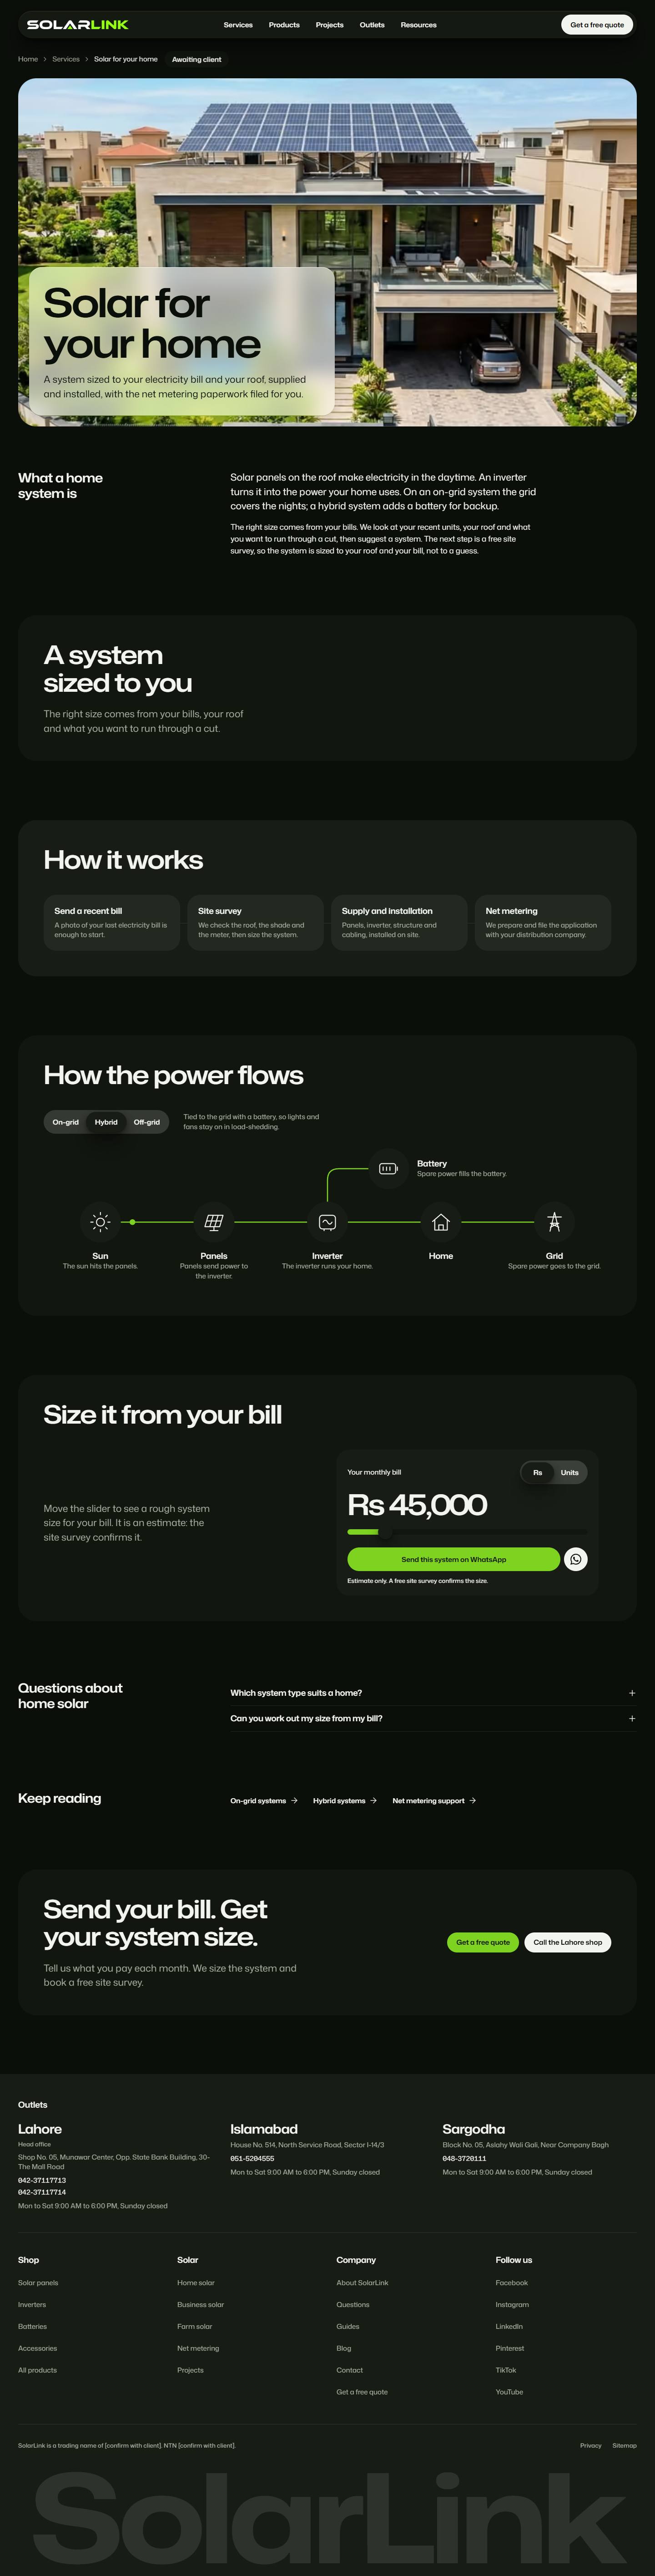 SOLARLINK
Services
Products
Projects
Outlets
Resources
Get a free quote
Home
Services
Solar for your home
Awaiting client
Solar for
your home
A system sized to your electricity bill and your roof, supplied
and installed, with the net metering paperwork filed for you.
What a home
system is
Solar panels on the roof make electricity in the daytime. An inverter
turns it into the power your home uses. On an on-grid system the grid
covers the nights; a hybrid system adds a battery for backup.
The right size comes from your bills. We look at your recent units, your roof and what
you want to run through a cut, then suggest a system. The next step is a free site
survey, so the system is sized to your roof and your bill, not to a guess.
A system
sized to you
The right size comes from your bills, your roof
and what you want to run through a cut.
How it works
Send a recent bill
A photo of your last electricity bill is
enough to start.
Site survey
We check the roof, the shade and
the meter, then size the system.
Supply and installation
Panels, inverter, structure and
cabling, installed on site.
Net metering
We prepare and file the application
with your distribution company.
How the power flows
On-grid
Hybrid
Off-grid
Tied to the grid with a battery, so lights and
fans stay on in load-shedding.
Battery
Spare power fills the battery.
Sun
The sun hits the panels.
Panels
Panels send power to
the inverter.
Inverter
The inverter runs your home.
Home
Grid
Spare power goes to the grid.
Size it from your bill
Move the slider to see a rough system
size for your bill. It is an estimate: the
site survey confirms it.
Your monthly bill
Rs
Units
Rs 45,000
Send this system on WhatsApp
Estimate only. A free site survey confirms the size.
Questions about
home solar
Which system type suits a home?
Can you work out my size from my bill?
Keep reading
On-grid systems
Hybrid systems
Net metering support
Send your bill. Get
your system size.
Tell us what you pay each month. We size the system and
book a free site survey.
Get a free quote
Call the Lahore shop
Outlets
Lahore
Head office
Shop No. 05, Munawar Center, Opp. State Bank Building, 30-
The Mall Road
042-37117713
042-37117714
Mon to Sat 9:00 AM to 6:00 PM, Sunday closed
Islamabad
House No. 514, North Service Road, Sector I-14/3
051-5204555
Mon to Sat 9:00 AM to 6:00 PM, Sunday closed
Sargodha
Block No. 05, Aslahy Wali Gali, Near Company Bagh
048-3720111
Mon to Sat 9:00 AM to 6:00 PM, Sunday closed
Shop
Solar panels
Inverters
Batteries
Accessories
All products
Solar
Home solar
Business solar
Farm solar
Net metering
Projects
Company
About SolarLink
Questions
Guides
Blog
Contact
Get a free quote
Follow us
Facebook
Instagram
LinkedIn
Pinterest
TikTok
YouTube
SolarLink is a trading name of [confirm with client]. NTN [confirm with client].
Privacy
Sitemap
SolarLink